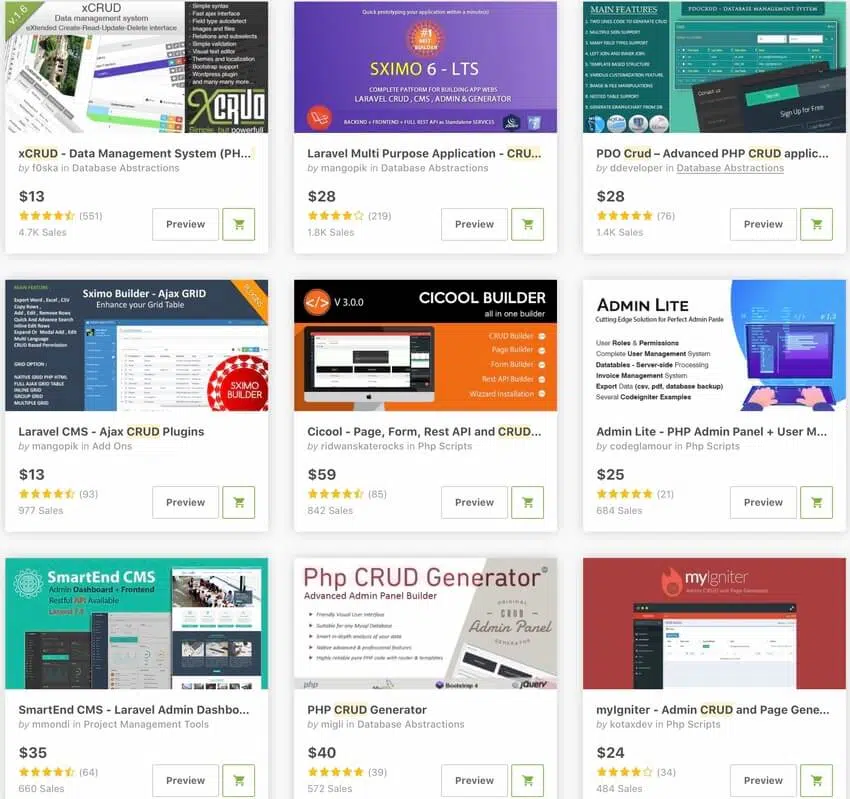 V 1.6
xCRUD
Data management system
eXtended Create-Read-Update-Delete interface
- Simple syntax
- Fast ajax interface
- Field type autodetect
- Images and files
- Relations and subselects
- Simple validation
- Visual text editor
- Themes and localization
- Bootstrap support
- Wordpress plugin
- and many many more...
XCRUD
Simple, but powerfull
xCRUD - Data Management System (PH...
by f0ska in Database Abstractions
$13
(551)
4.7K Sales
Preview
Quick prototyping your application within a minute(s)
#1
BEST
BUILDER
SXIMO 6 - LTS
COMPLETE PLATFORM FOR BUILDING APP WEBS
LARAVEL CRUD , CMS , ADMIN & GENERATOR
BACKEND + FRONTEND + FULL REST API as Standalone SERVICES
Laravel Multi Purpose Application - CRU...
by mangopik in Database Abstractions
$28
(219)
1.8K Sales
Preview
MAIN FEATURES
PDOCRUD - DATABASE MANAGEMENT SYSTEM
1. TWO LINES CODE TO GENERATE CRUD
2. MULTIPLE SKIN SUPPORT
3. MANY FIELD TYPES SUPPORT
4. LEFT JOIN AND INNER JOIN
5. TEMPLATE BASED STRUCTURE
6. VARIOUS CUSTOMIZATION FEATURE
7. IMAGE & FILE MANIPULATIONS
8. NESTED TABLE SUPPORT
9. GENERATE GRAPH/CHART FROM DB
Contact us
Sign Up
Sign Up for Free
PDO Crud – Advanced PHP CRUD applic...
by ddeveloper in Database Abstractions
$28
(76)
1.4K Sales
Preview
MAIN FEATURE :
Export Word , Excel , CSV
Copy Rows ,
Add , Edit , Remove Rows
Quick And Advance Search
Inline Edit Rows
Expand Or Modal Add , Edit
Multi Language
CRUD Based Permission
GRID OPTION :
NATIVE GRID PHP HTML
FULL AJAX GRID TABLE
INLINE GRID
GROUP GRID
MULTIPLE GRID
Sximo Builder - Ajax GRID
Enhance your Grid Table
PLUGINS
SXIMO
BUILDER
Laravel CMS - Ajax CRUD Plugins
by mangopik in Add Ons
$13
(93)
977 Sales
Preview
</> V 3.0.0
CICOOL BUILDER
all in one builder
CRUD Builder
Page Builder
Form Builder
Rest API Builder
Wizzard Installation
Cicool - Page, Form, Rest API and CRUD...
by ridwanskaterocks in Php Scripts
$59
(85)
842 Sales
Preview
ADMIN LITE
Cutting Edge Solution for Perfect Admin Panle
User Roles & Permissions
Complete User Management System
Datatables - Server-side Processing
Invoice Management System
Export Data (csv, pdf, database backup)
Several Codeigniter Examples
Admin Lite - PHP Admin Panel + User M...
by codeglamour in Php Scripts
$25
(21)
684 Sales
Preview
SmartEnd CMS
Admin Dashboard + Frontend
Restful API Available
SmartEnd CMS - Laravel Admin Dashbo...
by mmondi in Project Management Tools
$35
(64)
660 Sales
Preview
Php CRUD Generator
Advanced Admin Panel Builder
Friendly Visual User Interface
Suitable for any Mysql Database
Smart in-depth analysis of your data
Native advanced & professional features
Highly reliable pure PHP code with router & templates
ORIGINAL
CRUD
Admin Panel
GENERATOR
php
Bootstrap 4
jQuery
PHP CRUD Generator
by migli in Database Abstractions
$40
(39)
572 Sales
Preview
myIgniter
Admin CRUD and Page Generator
myIgniter - Admin CRUD and Page Gene...
by kotaxdev in Php Scripts
$24
(34)
484 Sales
Preview